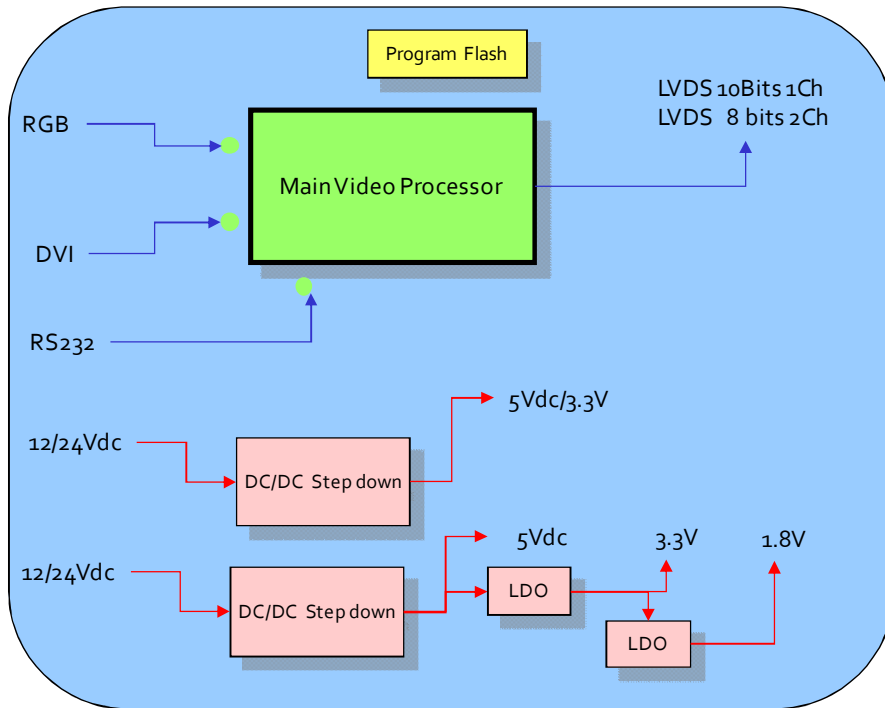 Program Flash
LVDS 10Bits 1Ch
LVDS 8 bits 2Ch
RGB
Main Video Processor
DVI
RS232
5Vdc/3.3V
12/24Vdc
DC/DC Step down
5Vdc
3.3V
1.8V
12/24Vdc
DC/DC Step down
LDO
LDO